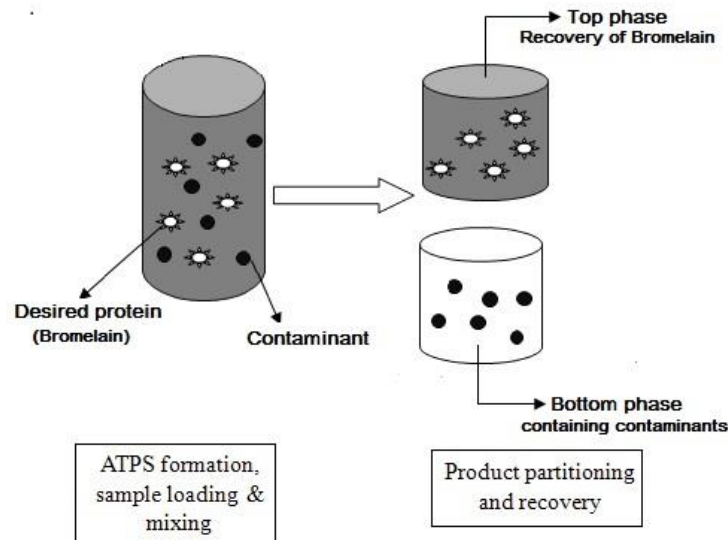 Top phase
Recovery of Bromelain
Desired protein
(Bromelain)
Contaminant
Bottom phase
containing contaminants
ATPS formation,
sample loading &
mixing
Product partitioning
and recovery